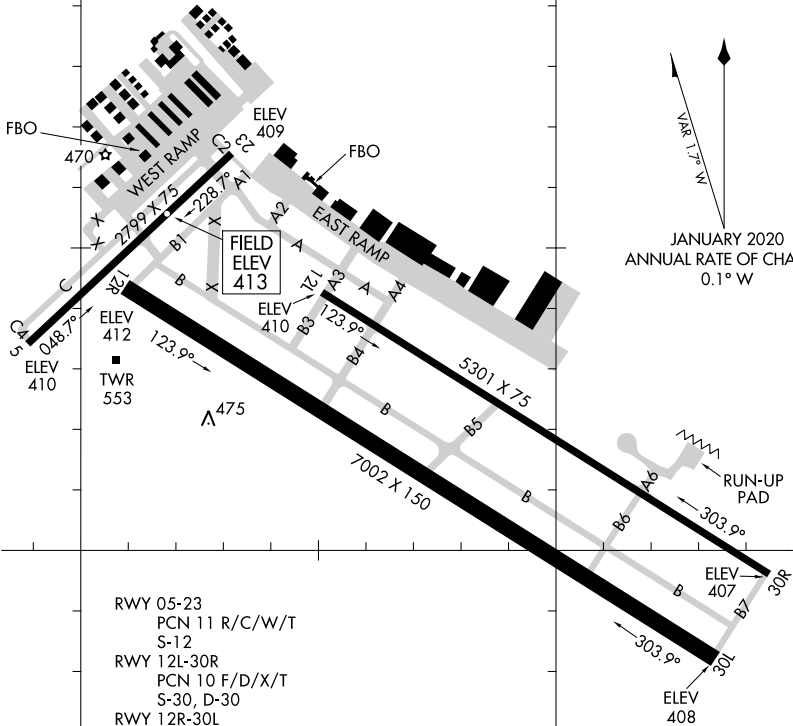 ELEV
409
23
C2
FBO
470
WEST RAMP
FBO
VAR 1.7° W
2799 X 75
228.7°
A1
A2
EAST RAMP
X
X
X
B1
A
FIELD
ELEV
413
JANUARY 2020
ANNUAL RATE OF CHA
0.1° W
C
12R
B
X
12L
A3
A
A4
C4
5
048.7°
ELEV
412
ELEV
410
123.9°
B3
B4
ELEV
410
123.9°
TWR
553
5301 X 75
475
B
B5
7002 X 150
B
A6
RUN-UP
PAD
B6
303.9°
ELEV
407
30R
B
B7
303.9°
30L
ELEV
408
RWY 05-23
PCN 11 R/C/W/T
S-12
RWY 12L-30R
PCN 10 F/D/X/T
S-30, D-30
RWY 12R-30L